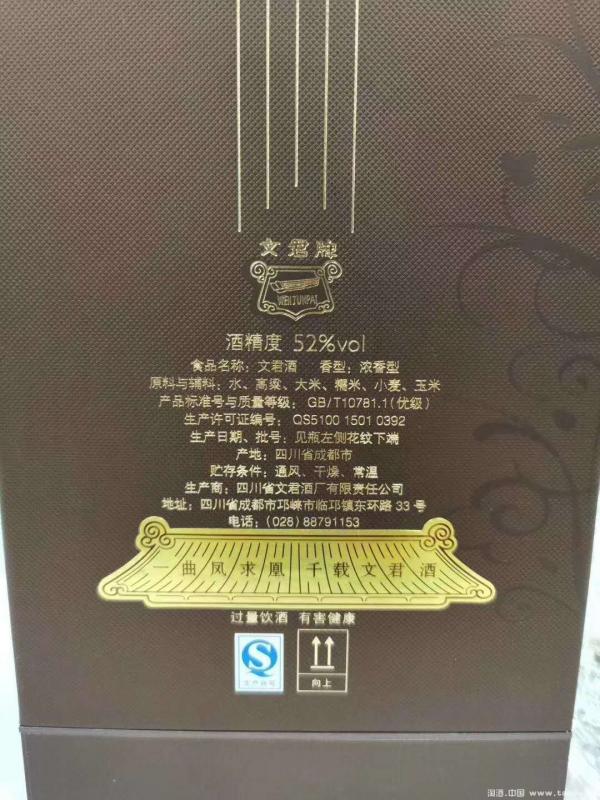 文君牌
WENJUNPAI
酒精度 52%vol
食品名称：文君酒 香型：浓香型
原料与辅料：水、高粱、大米、糯米、小麦、玉米
产品标准号与质量等级：GB/T10781.1(优级)
生产许可证编号：QS5100 1501 0392
生产日期、批号：见瓶左侧花纹下端
产地：四川省成都市
贮存条件：通风、干燥、常温
生产商：四川省文君酒厂有限责任公司
地址：四川省成都市邛崃市临邛镇东环路 33 号
电话：(028) 88791153
一曲凤求凰 千载文君酒
过量饮酒 有害健康
生产许可
向上
淘酒.中国